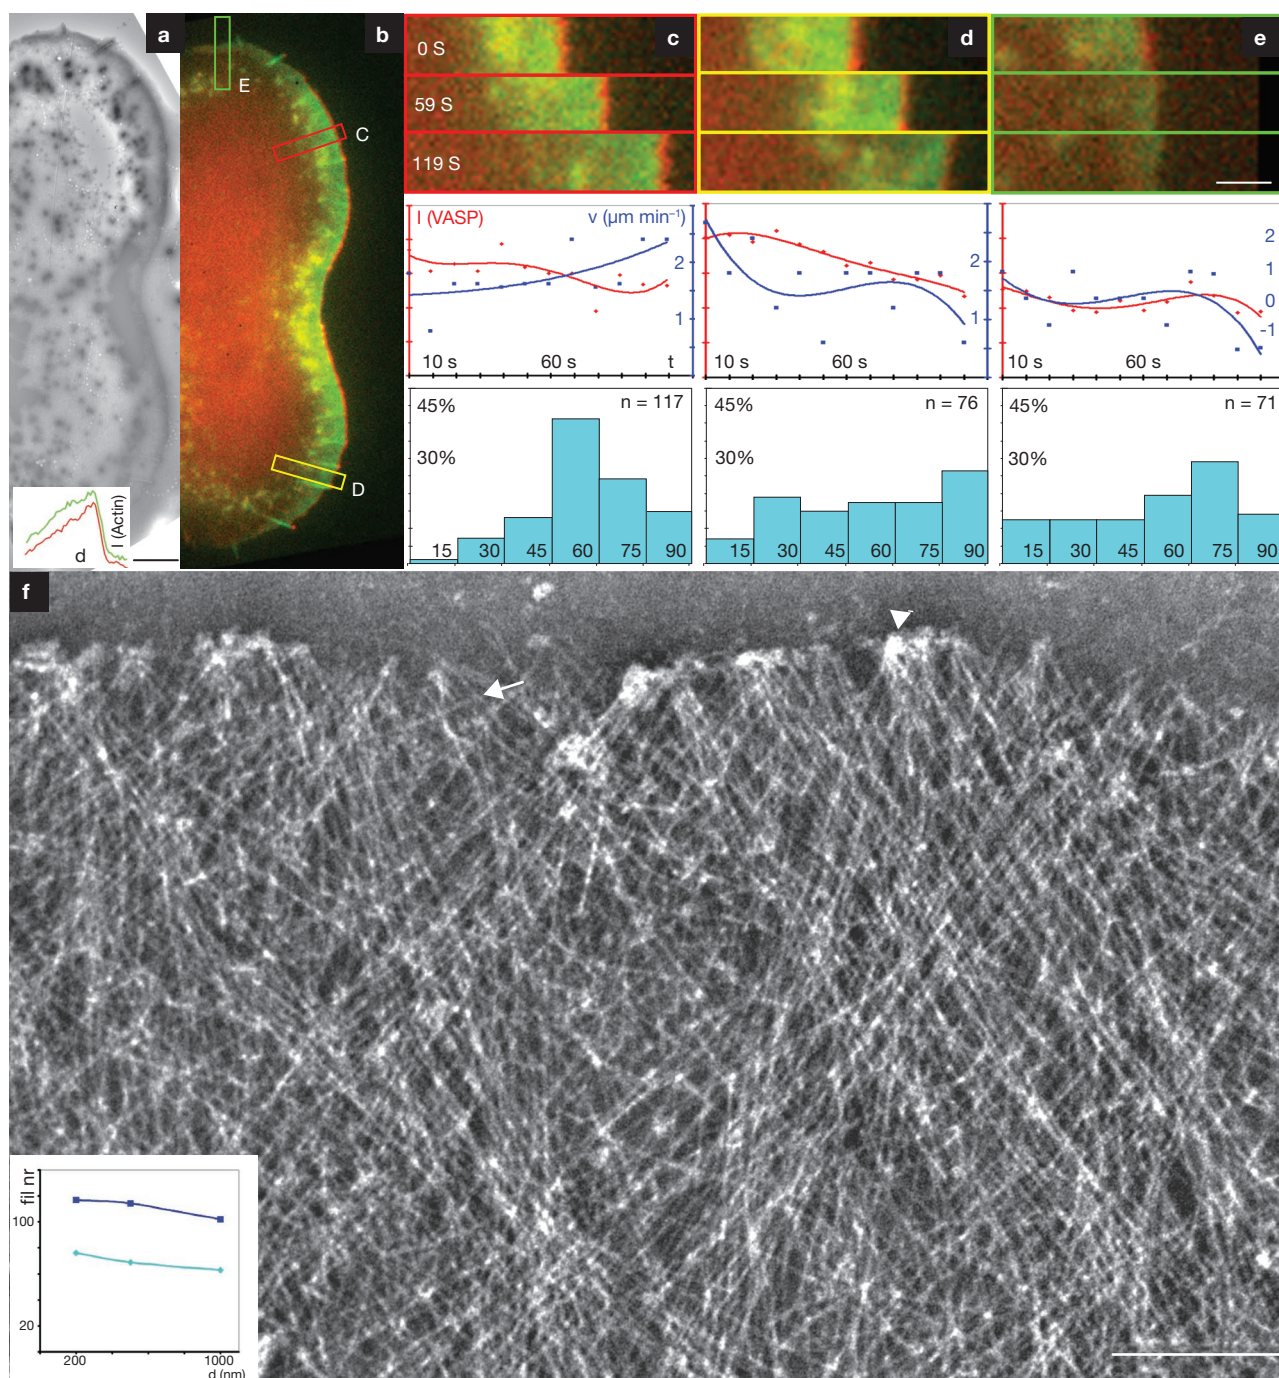 a
b
E
C
D
d
I (Actin)
c
d
e
0 S
59 S
119 S
I (VASP)
v (µm min⁻¹)
2
1
10 s
60 s
t
2
1
10 s
60 s
2
1
0
-1
10 s
60 s
45%
30%
n = 117
15 30 45 60 75 90
45%
30%
n = 76
15 30 45 60 75 90
45%
30%
n = 71
15 30 45 60 75 90
f
fil nr
100
20
200
1000
d (nm)